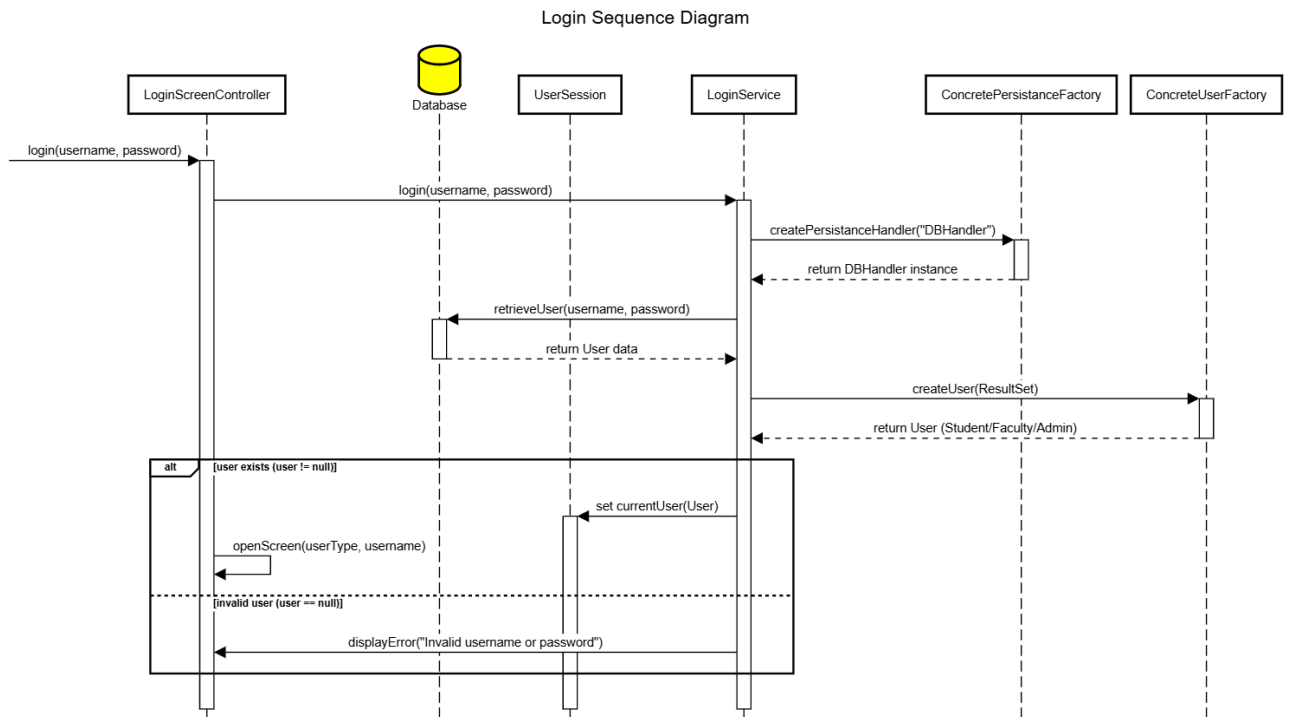 Login Sequence Diagram
LoginScreenController
Database
UserSession
LoginService
ConcretePersistanceFactory
ConcreteUserFactory
login(username, password)
login(username, password)
createPersistanceHandler("DBHandler")
return DBHandler instance
retrieveUser(username, password)
return User data
createUser(ResultSet)
return User (Student/Faculty/Admin)
alt
[user exists (user != null)]
set currentUser(User)
openScreen(userType, username)
[invalid user (user == null)]
displayError("Invalid username or password")